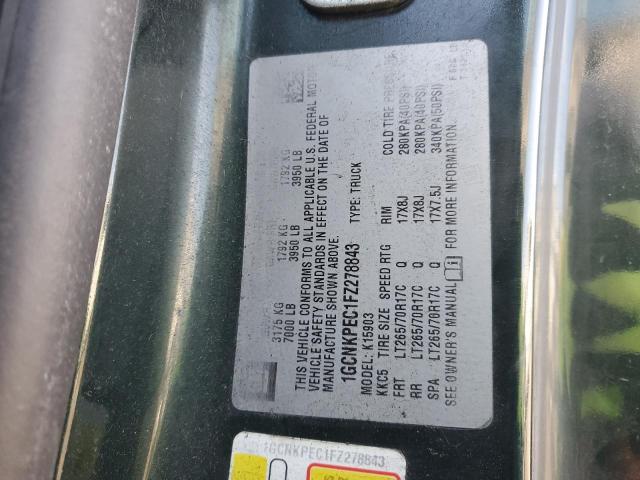 3175 KG 1792 KG 1792 KG
7000 LB 3950 LB 3950 LB
THIS VEHICLE CONFORMS TO ALL APPLICABLE U.S. FEDERAL MOTOR
VEHICLE SAFETY STANDARDS IN EFFECT ON THE DATE OF
MANUFACTURE SHOWN ABOVE.
1GCNKPEC1FZ278843 TYPE: TRUCK
MODEL: K15903
KKC5 TIRE SIZE SPEED RTG RIM COLD TIRE
FRT LT265/70R17C Q 17X8J 280KPA(40PSI)
RR LT265/70R17C Q 17X8J 280KPA(40PSI)
SPA LT265/70R17C Q 17X7.5J 340KPA(50PSI)
SEE OWNER'S MANUAL FOR MORE INFORMATION.
1GCNKPEC1FZ278843